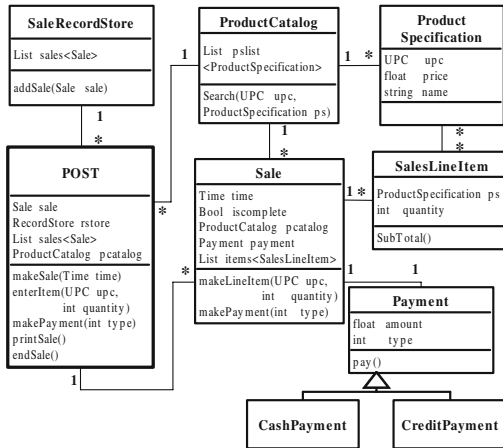 SaleRecordStore
List sales<Sale>
addSale(Sale sale)
1
*
ProductCatalog
List pslist
<ProductSpecification>
Search(UPC upc,
ProductSpecification ps)
1
*
1
*
1
*
Product
Specification
UPC upc
float price
string name
*
*
POST
Sale sale
RecordStore rstore
List sales<Sale>
ProductCatalog pcatalog
makeSale(Time time)
enterItem(UPC upc,
int quantity)
makePayment(int type)
printSale()
endSale()
1
*
Sale
Time time
Bool iscomplete
ProductCatalog pcatalog
Payment payment
List items<SalesLineItem>
makeLineItem(UPC upc,
int quantity)
makePayment(int type)
1
*
SalesLineItem
ProductSpecification ps
int quantity
SubTotal()
1
1
Payment
float amount
int type
pay()
CashPayment
CreditPayment